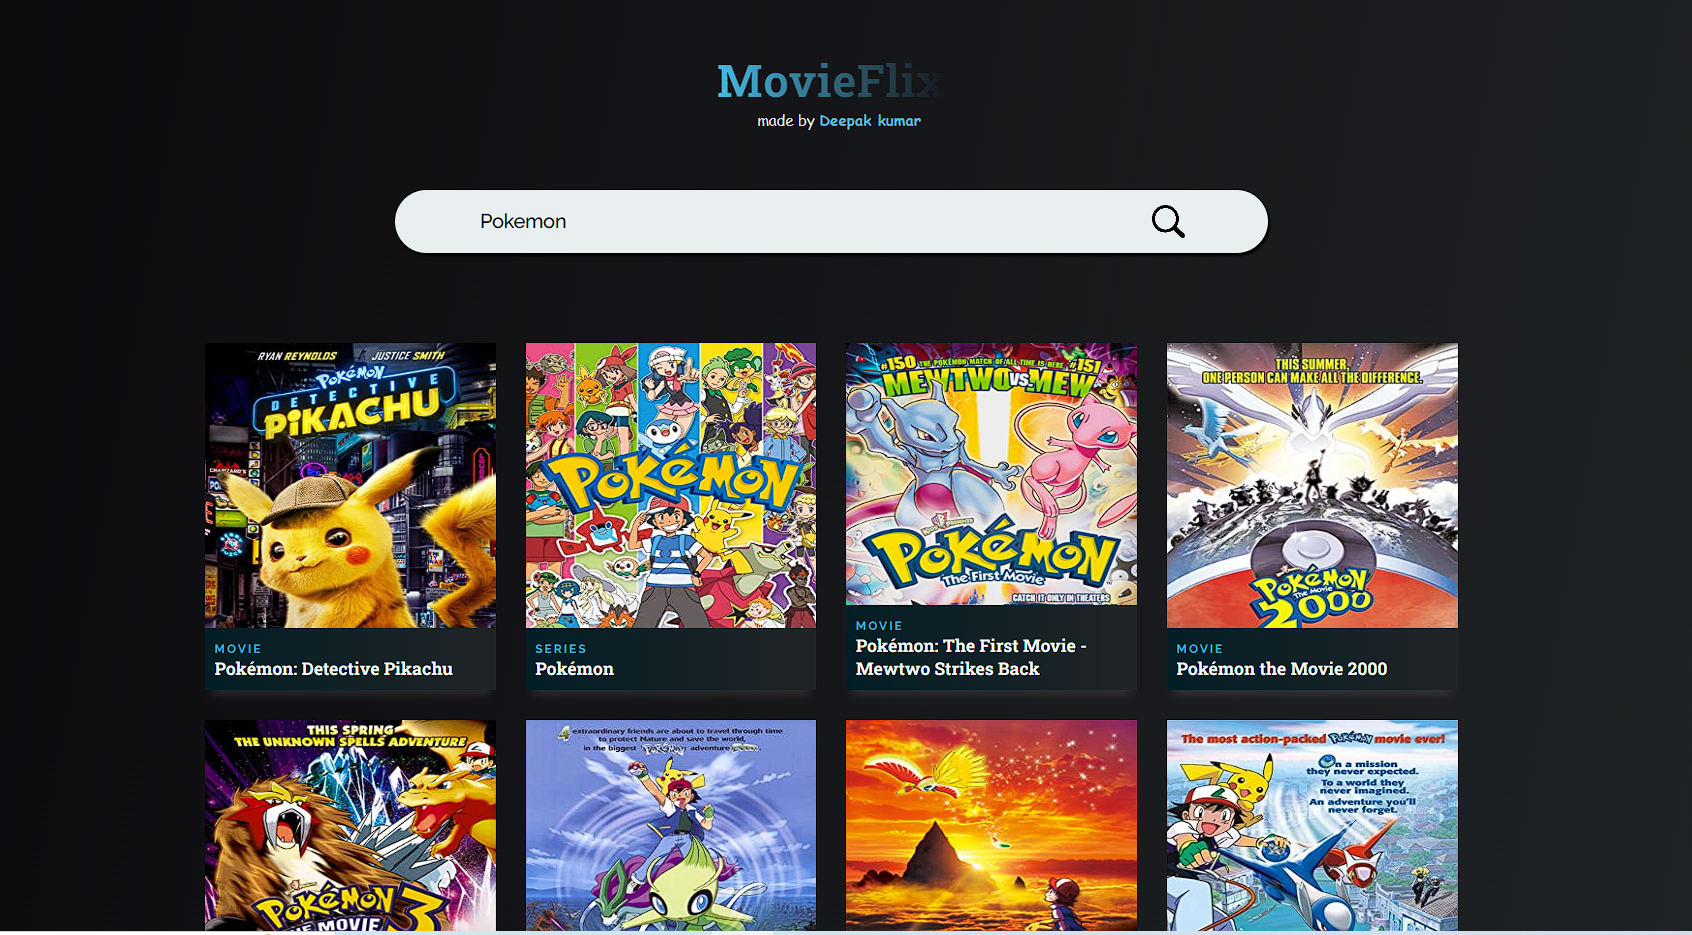 MovieFlix
made by Deepak kumar
Pokemon
RYAN REYNOLDS JUSTICE SMITH
POKÉMON
DETECTIVE
PIKACHU
MOVIE
Pokémon: Detective Pikachu
POKÉMON
SERIES
Pokémon
#150 THE POKÉMON MATCH OF ALL TIME IS HERE #151
MEWTWO VS. MEW
POKÉMON
The First Movie
CATCH IT ONLY IN THEATERS
MOVIE
Pokémon: The First Movie -
Mewtwo Strikes Back
THIS SUMMER,
ONE PERSON CAN MAKE ALL THE DIFFERENCE.
POKÉMON
The Movie
2000
MOVIE
Pokémon the Movie 2000
THIS SPRING
THE UNKNOWN SPELLS ADVENTURE
POKÉMON 3
THE MOVIE
4 extraordinary friends are about to travel through time
to protect Nature and save the world,
in the biggest Pokémon adventure
The most action-packed Pokémon movie ever!
On a mission
they never expected.
To a world they
never imagined.
An adventure you'll
never forget.